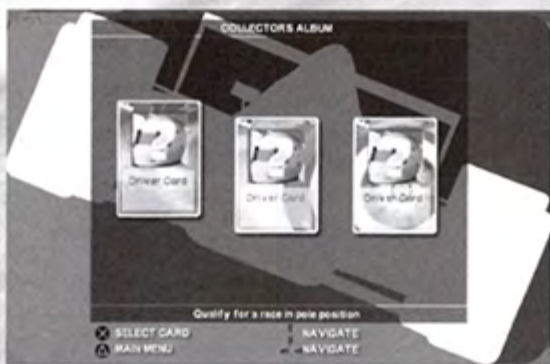 COLLECTORS ALBUM
?
Driver Card
?
Driver Card
?
Driver Card
Qualify for a race in pole position
SELECT CARD
NAVIGATE
MAIN MENU
NAVIGATE